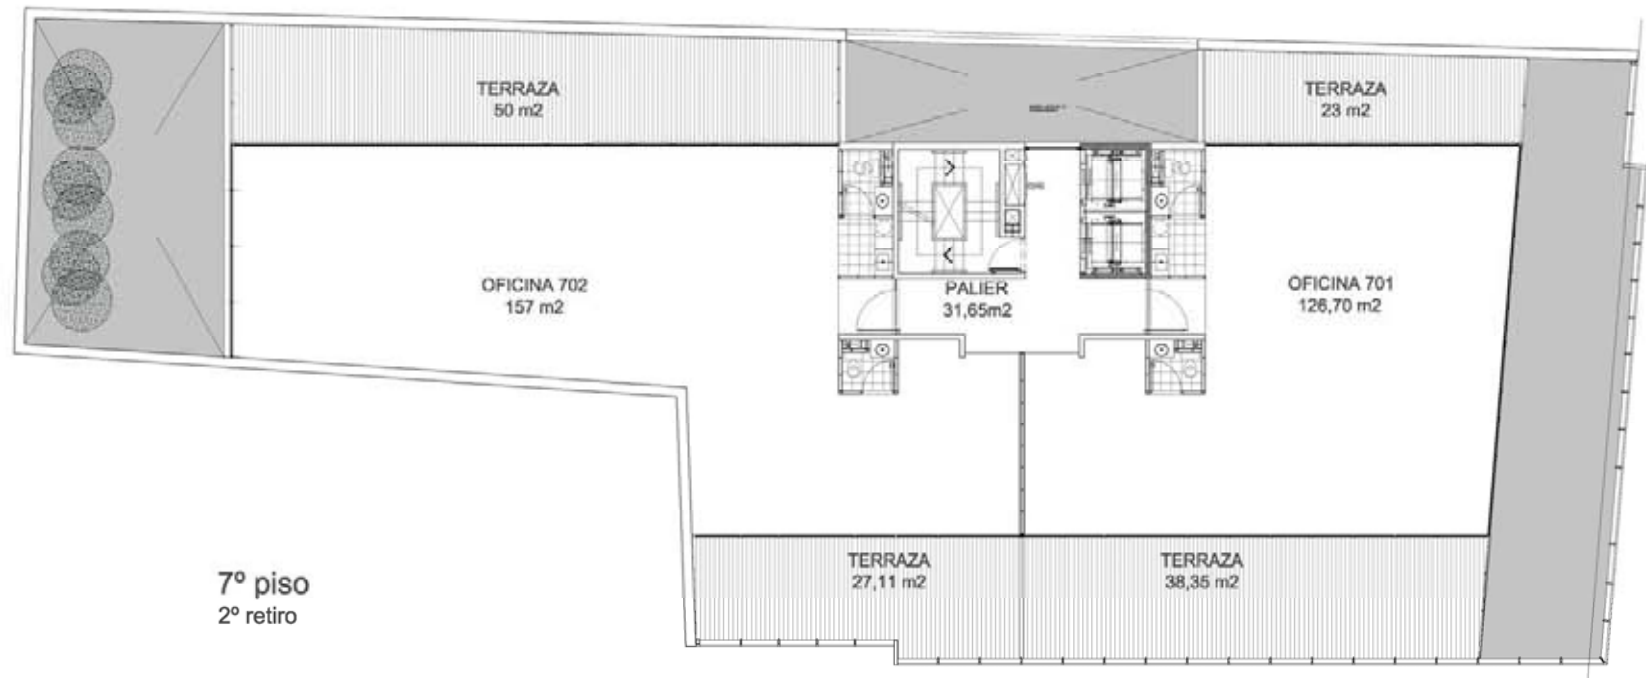 TERRAZA
50 m2
TERRAZA
23 m2
OFICINA 702
157 m2
PALIER
31,65m2
OFICINA 701
126,70 m2
TERRAZA
27,11 m2
TERRAZA
38,35 m2
7º piso
2º retiro